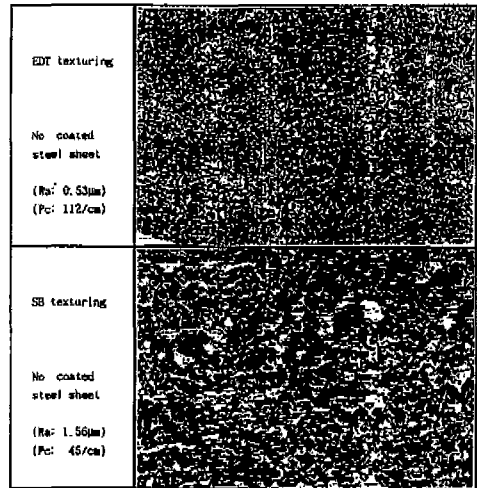 EDT texturing
No coated
steel sheet
(Ra: 0.53μm)
(Pc: 112/cm)
SB texturing
No coated
steel sheet
(Ra: 1.56μm)
(Pc: 45/cm)